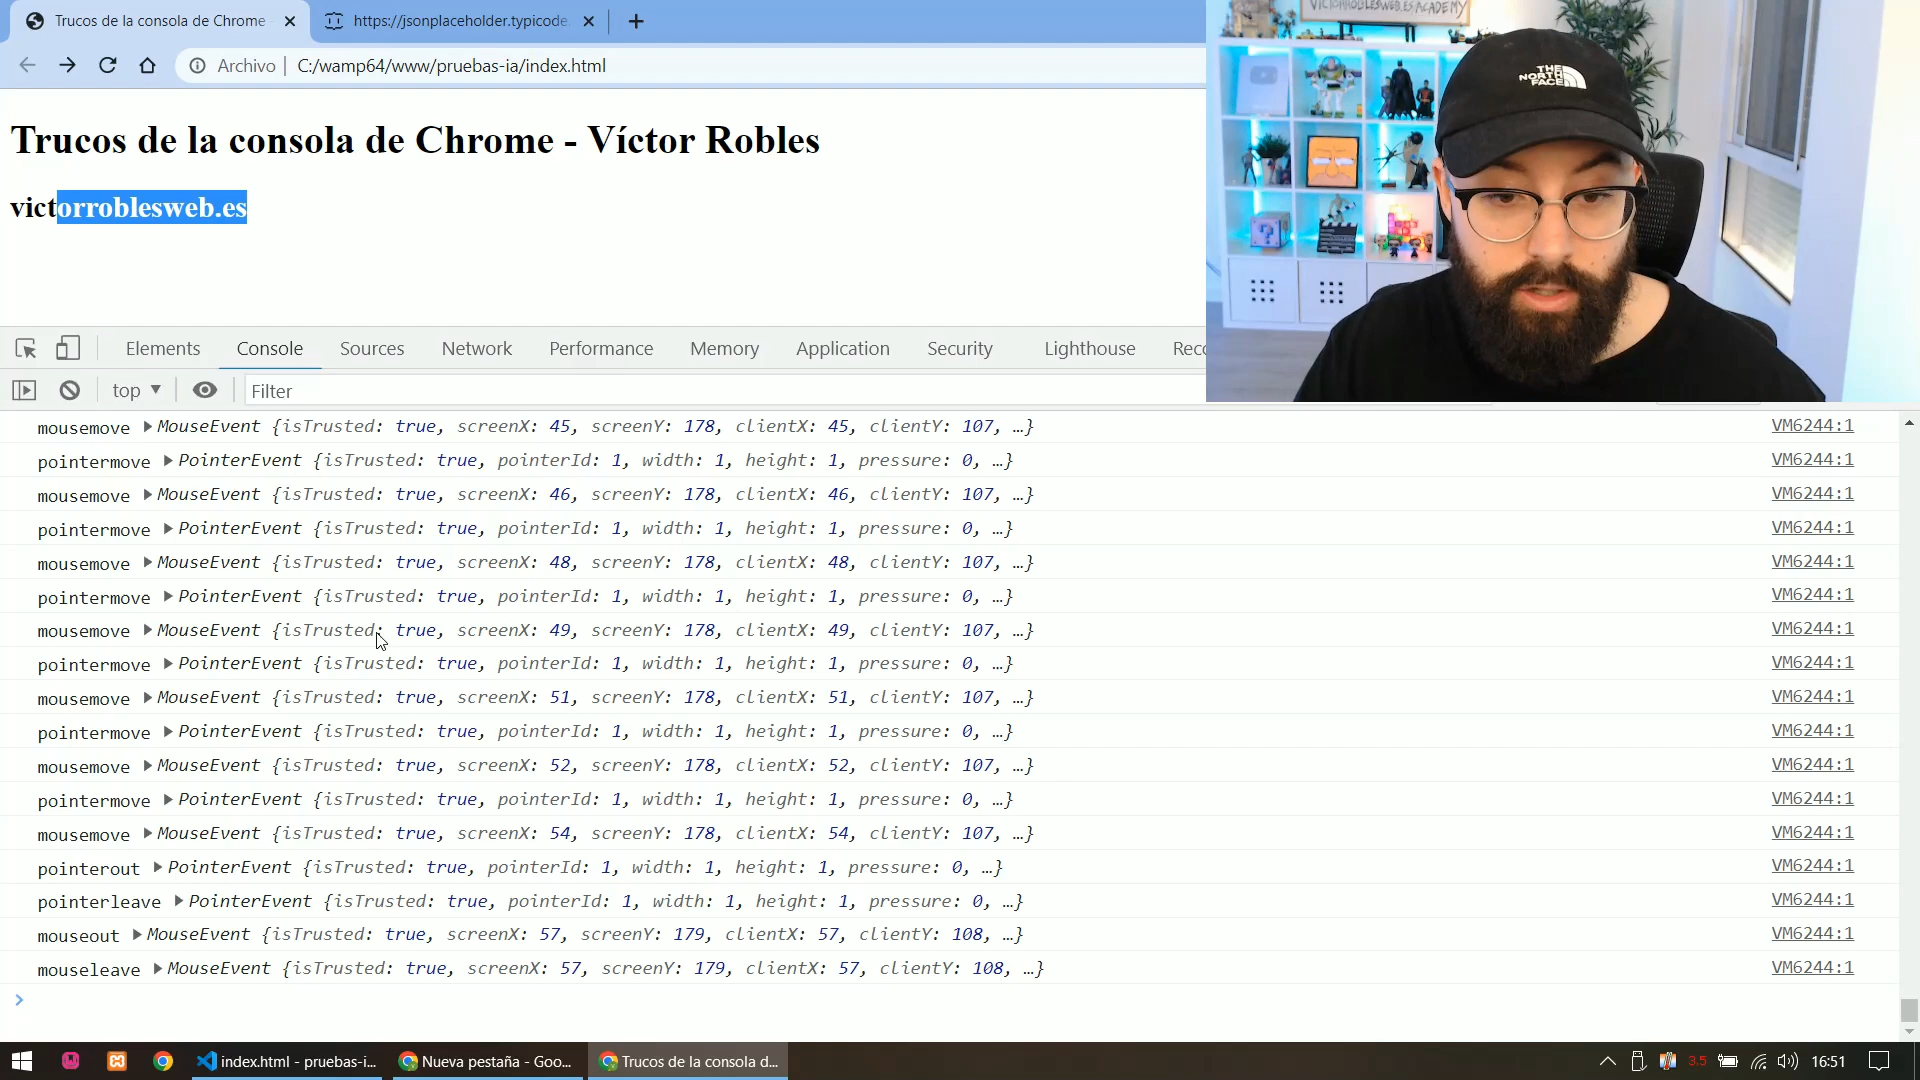 Trucos de la consola de Chrome
https://jsonplaceholder.typicode.
Archivo | C:/wamp64/www/pruebas-ia/index.html
VICTORROBLESWEB.ES ACADEMY
THE
NORTH
FACE
Trucos de la consola de Chrome - Víctor Robles
victorroblesweb.es
Elements Console Sources Network Performance Memory Application Security Lighthouse Rec
top Filter
mousemove MouseEvent {isTrusted: true, screenX: 45, screenY: 178, clientX: 45, clientY: 107, …} VM6244:1
pointermove PointerEvent {isTrusted: true, pointerId: 1, width: 1, height: 1, pressure: 0, …} VM6244:1
mousemove MouseEvent {isTrusted: true, screenX: 46, screenY: 178, clientX: 46, clientY: 107, …} VM6244:1
pointermove PointerEvent {isTrusted: true, pointerId: 1, width: 1, height: 1, pressure: 0, …} VM6244:1
mousemove MouseEvent {isTrusted: true, screenX: 48, screenY: 178, clientX: 48, clientY: 107, …} VM6244:1
pointermove PointerEvent {isTrusted: true, pointerId: 1, width: 1, height: 1, pressure: 0, …} VM6244:1
mousemove MouseEvent {isTrusted: true, screenX: 49, screenY: 178, clientX: 49, clientY: 107, …} VM6244:1
pointermove PointerEvent {isTrusted: true, pointerId: 1, width: 1, height: 1, pressure: 0, …} VM6244:1
mousemove MouseEvent {isTrusted: true, screenX: 51, screenY: 178, clientX: 51, clientY: 107, …} VM6244:1
pointermove PointerEvent {isTrusted: true, pointerId: 1, width: 1, height: 1, pressure: 0, …} VM6244:1
mousemove MouseEvent {isTrusted: true, screenX: 52, screenY: 178, clientX: 52, clientY: 107, …} VM6244:1
pointermove PointerEvent {isTrusted: true, pointerId: 1, width: 1, height: 1, pressure: 0, …} VM6244:1
mousemove MouseEvent {isTrusted: true, screenX: 54, screenY: 178, clientX: 54, clientY: 107, …} VM6244:1
pointerout PointerEvent {isTrusted: true, pointerId: 1, width: 1, height: 1, pressure: 0, …} VM6244:1
pointerleave PointerEvent {isTrusted: true, pointerId: 1, width: 1, height: 1, pressure: 0, …} VM6244:1
mouseout MouseEvent {isTrusted: true, screenX: 57, screenY: 179, clientX: 57, clientY: 108, …} VM6244:1
mouseleave MouseEvent {isTrusted: true, screenX: 57, screenY: 179, clientX: 57, clientY: 108, …} VM6244:1
index.html - pruebas-i... Nueva pestaña - Goo... Trucos de la consola d... 3.5 16:51